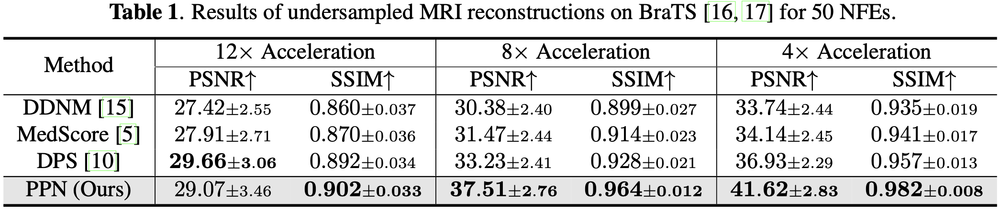 Table 1. Results of undersampled MRI reconstructions on BraTS [16, 17] for 50 NFEs.
Method 12× Acceleration 8× Acceleration 4× Acceleration
PSNR↑ SSIM↑ PSNR↑ SSIM↑ PSNR↑ SSIM↑
DDNM [15] 27.42±2.55 0.860±0.037 30.38±2.40 0.899±0.027 33.74±2.44 0.935±0.019
MedScore [5] 27.91±2.71 0.870±0.036 31.47±2.44 0.914±0.023 34.14±2.45 0.941±0.017
DPS [10] 29.66±3.06 0.892±0.034 33.23±2.41 0.928±0.021 36.93±2.29 0.957±0.013
PPN (Ours) 29.07±3.46 0.902±0.033 37.51±2.76 0.964±0.012 41.62±2.83 0.982±0.008